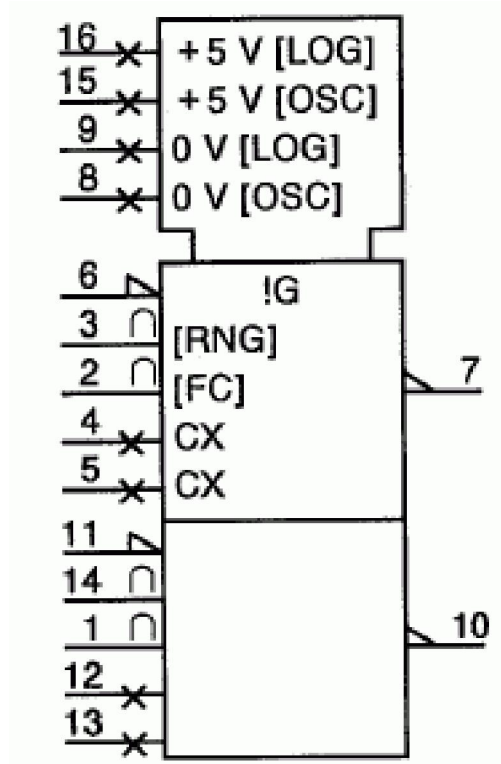 16 +5 V [LOG]
15 +5 V [OSC]
9 0 V [LOG]
8 0 V [OSC]
6 !G
3 [RNG]
2 [FC] 7
4 CX
5 CX
11
14
1 10
12
13